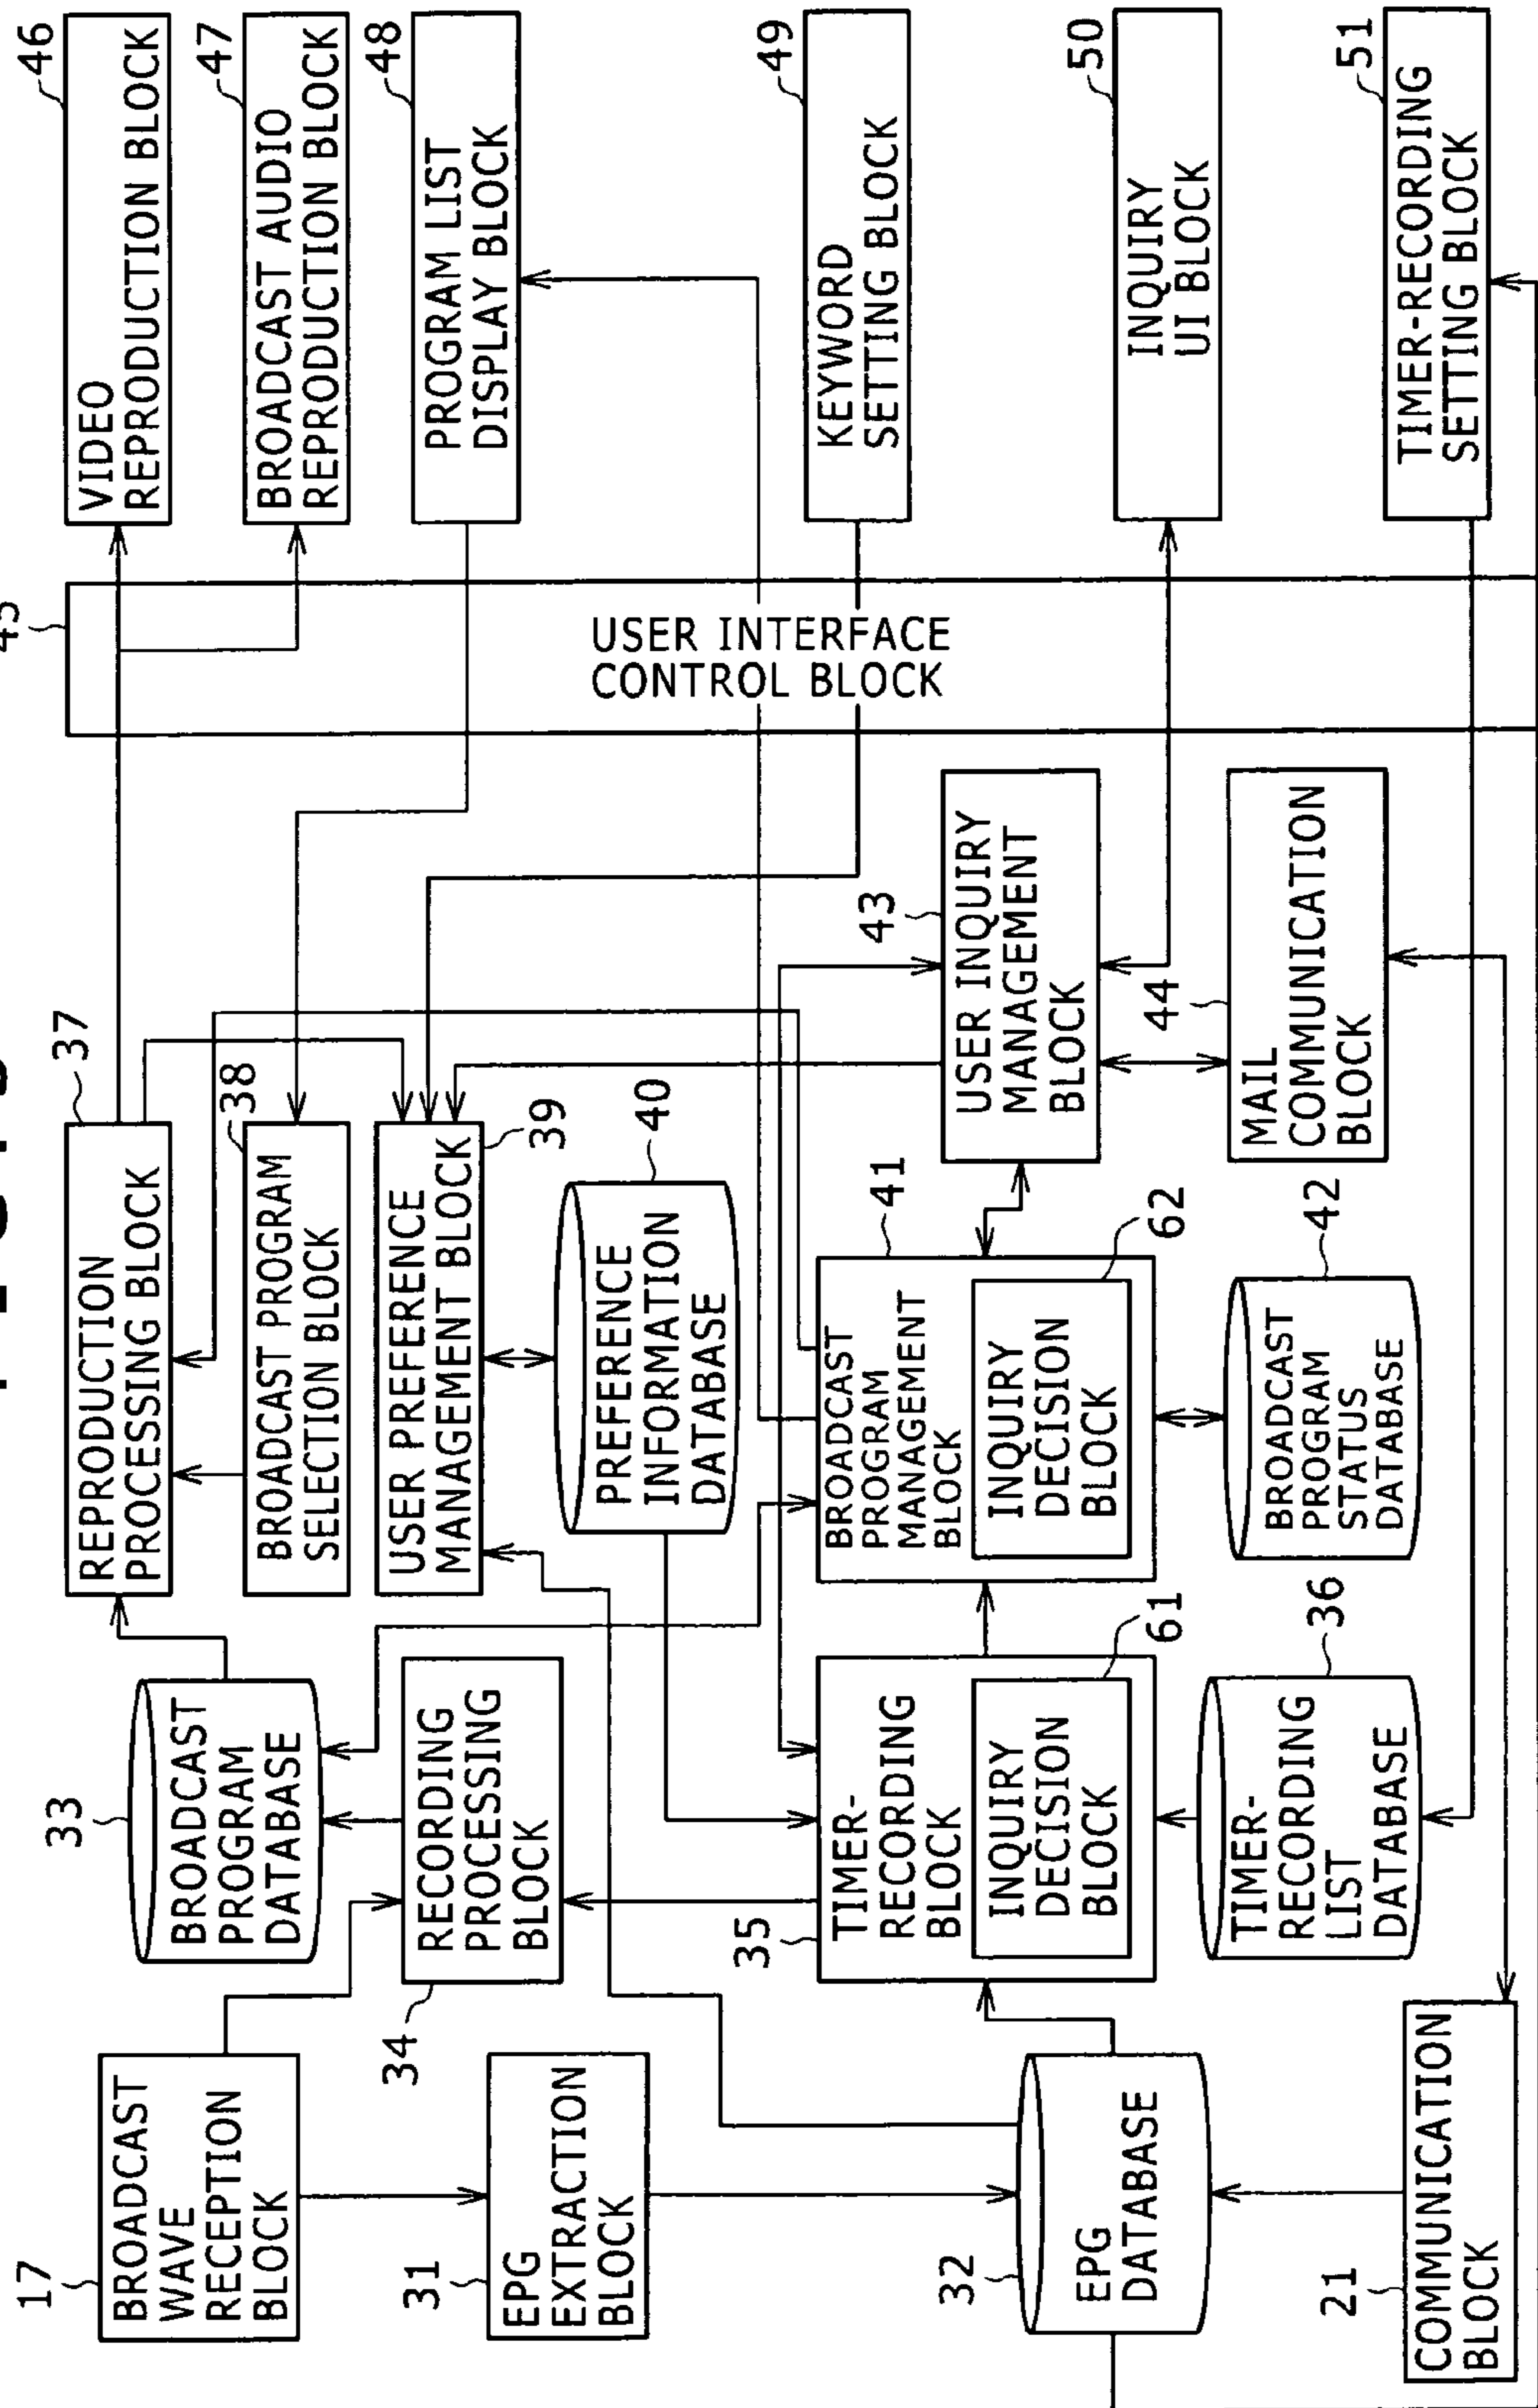 17
BROADCAST
WAVE
RECEPTION
BLOCK
31
EPG
EXTRACTION
BLOCK
32
EPG
DATABASE
21
COMMUNICATION
BLOCK
33
BROADCAST
PROGRAM
DATABASE
34
RECORDING
PROCESSING
BLOCK
35
TIMER-
RECORDING
BLOCK
INQUIRY
DECISION
BLOCK
61
TIMER-
RECORDING
LIST
DATABASE
36
37
REPRODUCTION
PROCESSING BLOCK
38
BROADCAST PROGRAM
SELECTION BLOCK
USER PREFERENCE
MANAGEMENT BLOCK
39
PREFERENCE
INFORMATION
DATABASE
40
41
BROADCAST
PROGRAM
MANAGEMENT
BLOCK
INQUIRY
DECISION
BLOCK
62
BROADCAST
PROGRAM
STATUS
DATABASE
42
43
USER INQUIRY
MANAGEMENT
BLOCK
44
MAIL
COMMUNICATION
BLOCK
45
USER INTERFACE
CONTROL BLOCK
46
VIDEO
REPRODUCTION BLOCK
47
BROADCAST AUDIO
REPRODUCTION BLOCK
48
PROGRAM LIST
DISPLAY BLOCK
49
KEYWORD
SETTING BLOCK
50
INQUIRY
UI BLOCK
51
TIMER-RECORDING
SETTING BLOCK